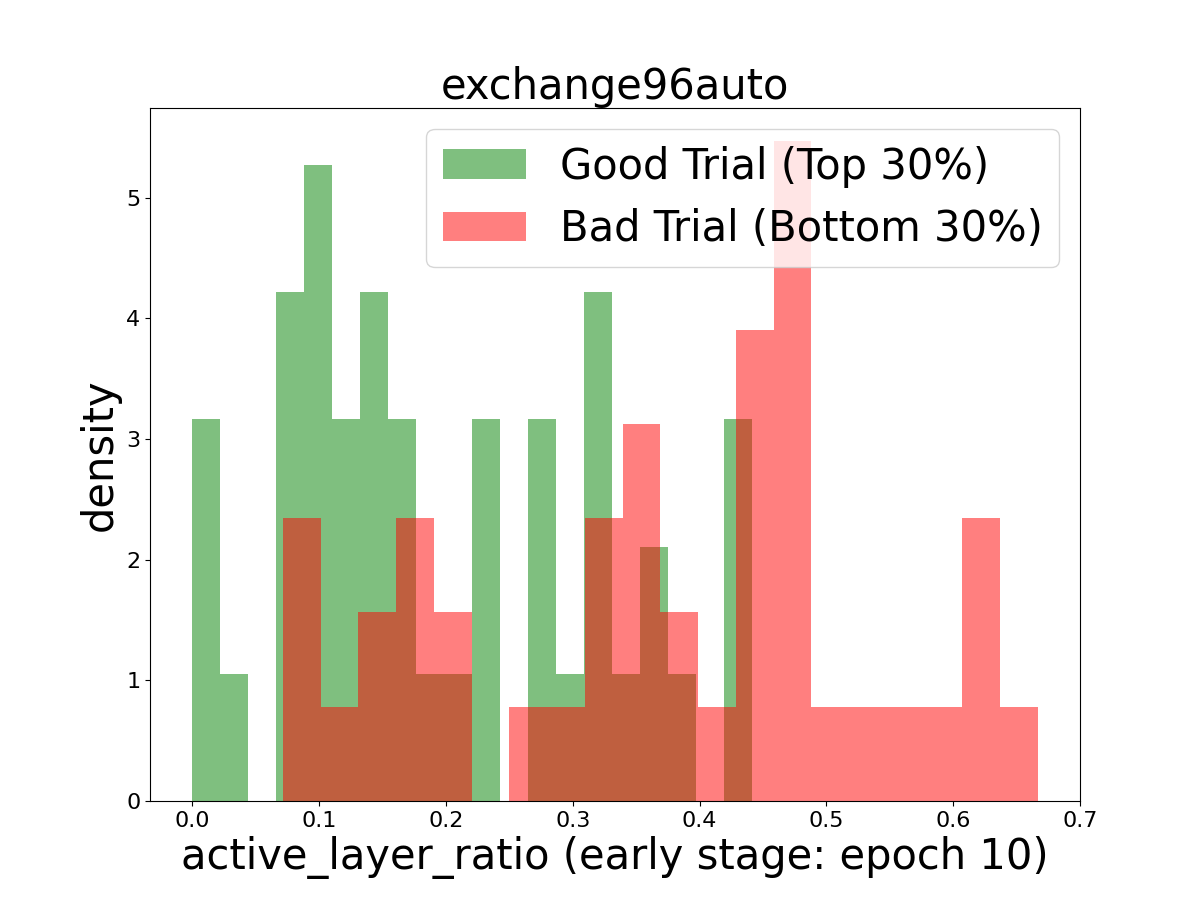 exchange96auto
Good Trial (Top 30%)
Bad Trial (Bottom 30%)
density
5
4
3
2
1
0
0.0 0.1 0.2 0.3 0.4 0.5 0.6 0.7
active_layer_ratio (early stage: epoch 10)